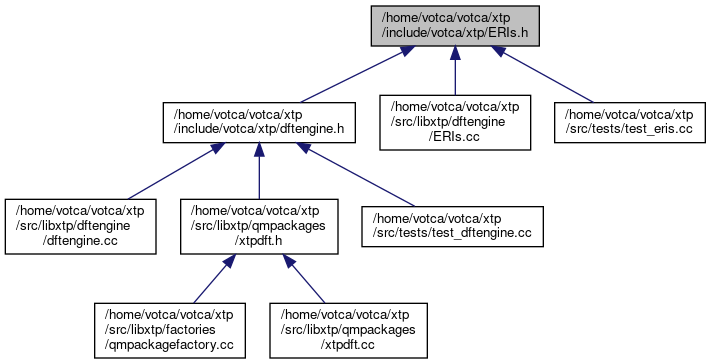 /home/votca/votca/xtp
/include/votca/xtp/ERIs.h
/home/votca/votca/xtp
/include/votca/xtp/dftengine.h
/home/votca/votca/xtp
/src/libxtp/dftengine
/ERIs.cc
/home/votca/votca/xtp
/src/tests/test_eris.cc
/home/votca/votca/xtp
/src/libxtp/dftengine
/dftengine.cc
/home/votca/votca/xtp
/src/libxtp/qmpackages
/xtpdft.h
/home/votca/votca/xtp
/src/tests/test_dftengine.cc
/home/votca/votca/xtp
/src/libxtp/factories
/qmpackagefactory.cc
/home/votca/votca/xtp
/src/libxtp/qmpackages
/xtpdft.cc